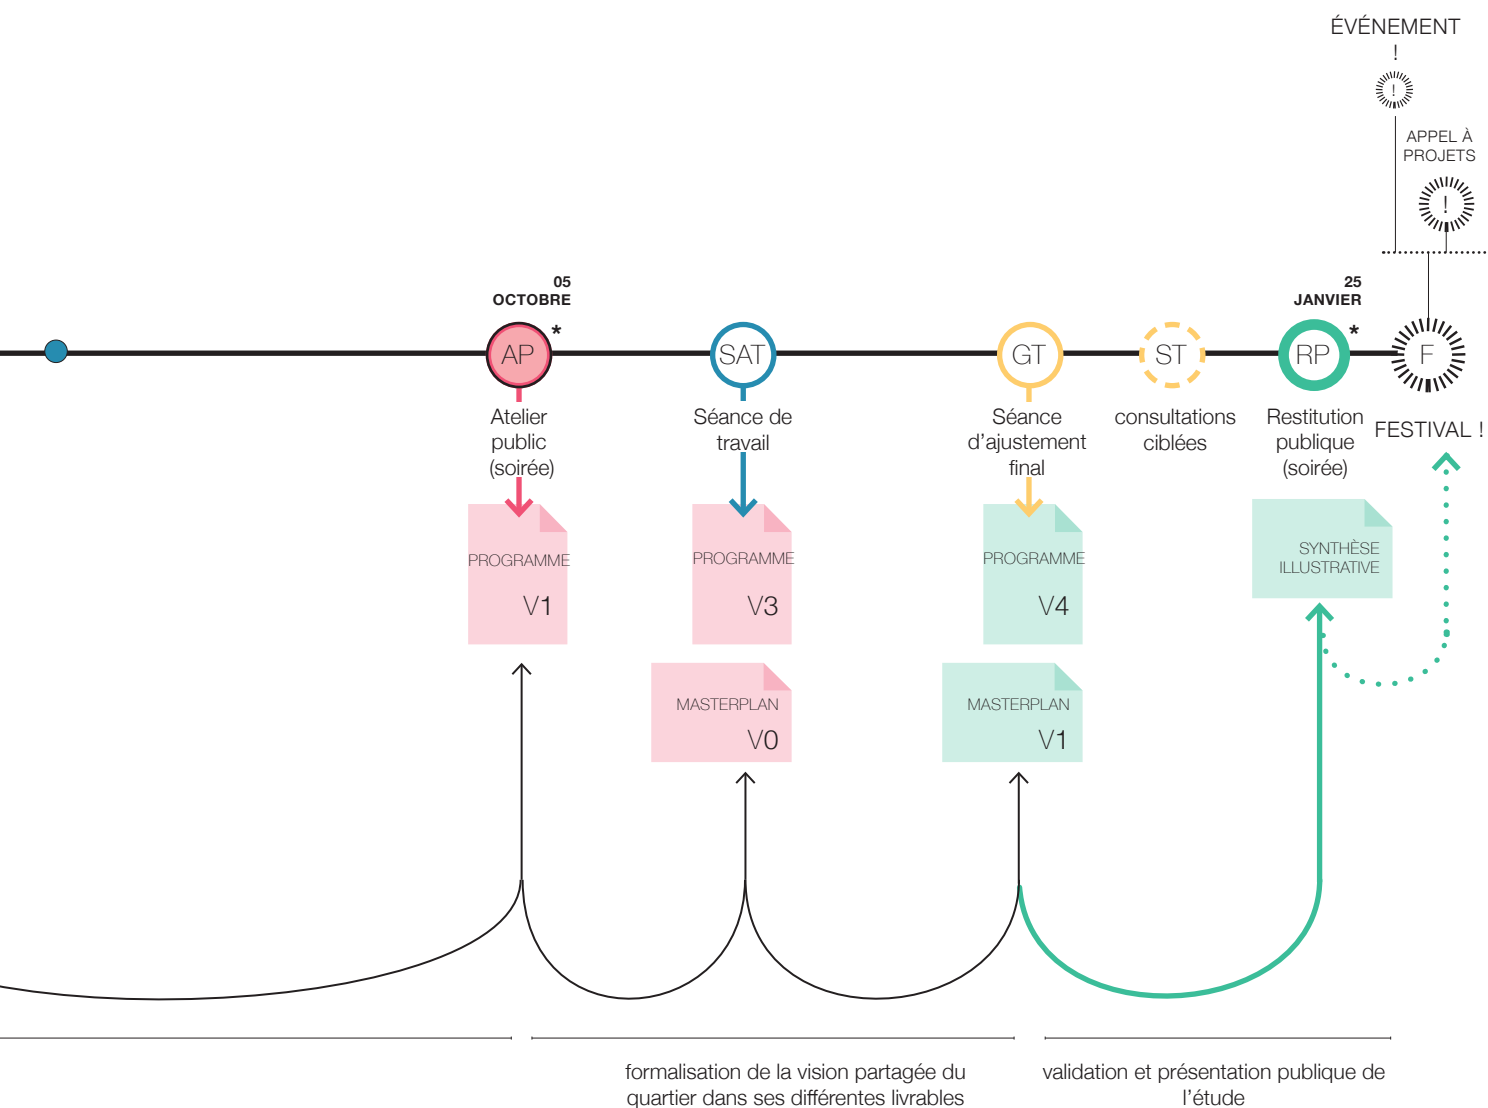 ÉVÉNEMENT
!
!
APPEL À
PROJETS
!
05
OCTOBRE
*
25
JANVIER
*
AP
SAT
GT
ST
RP
F
Atelier
public
(soirée)
Séance de
travail
Séance
d'ajustement
final
consultations
ciblées
Restitution
publique
(soirée)
FESTIVAL !
PROGRAMME
V1
PROGRAMME
V3
PROGRAMME
V4
SYNTHÈSE
ILLUSTRATIVE
MASTERPLAN
V0
MASTERPLAN
V1
formalisation de la vision partagée du
quartier dans ses différentes livrables
validation et présentation publique de
l'étude